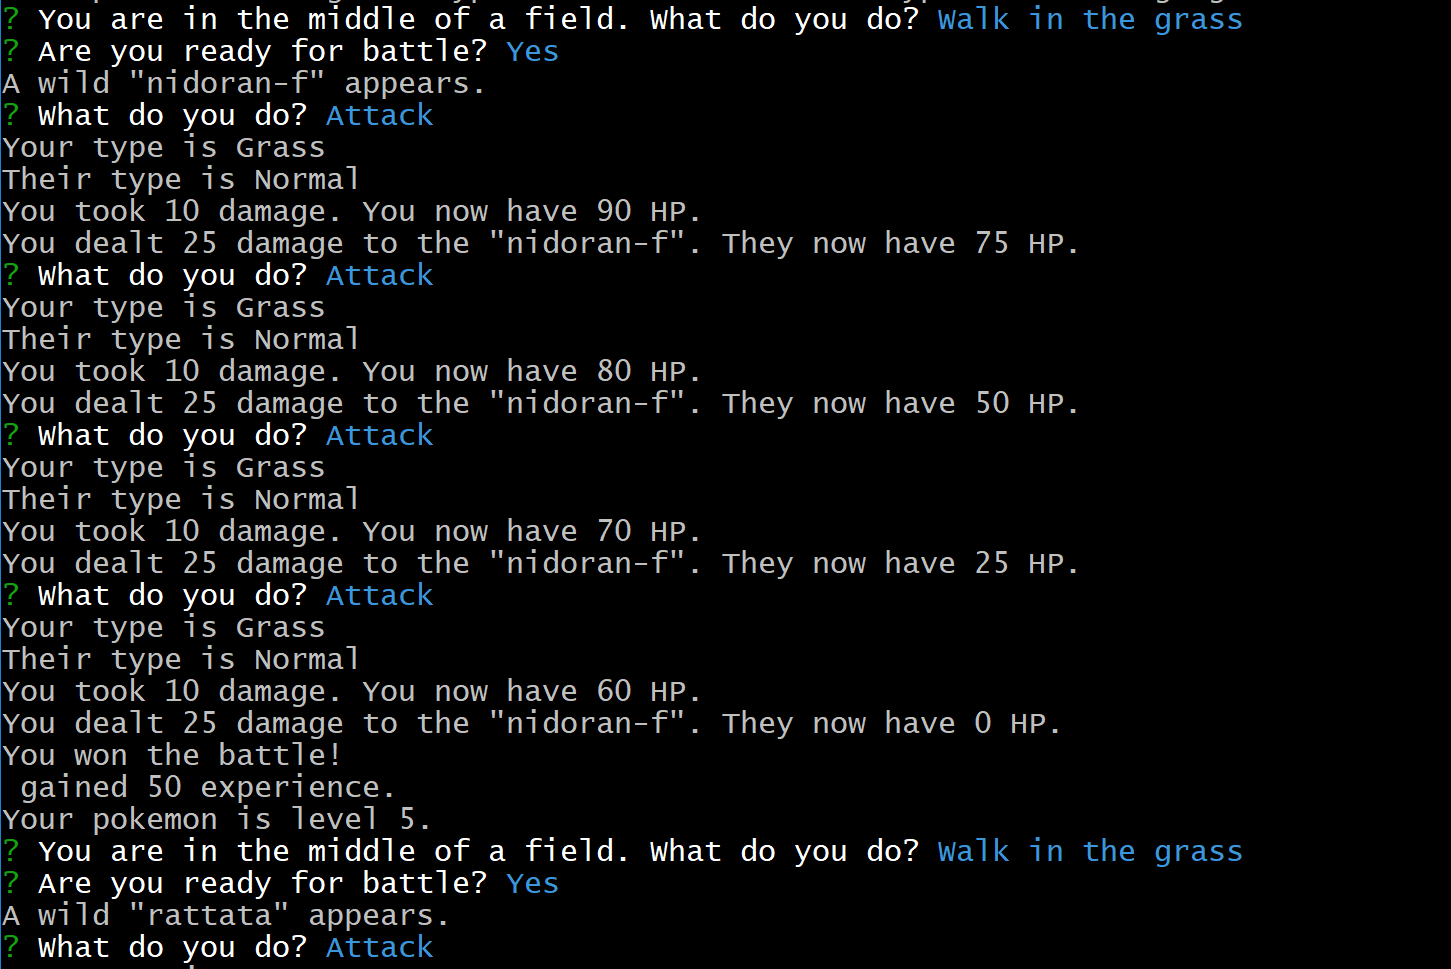 ? You are in the middle of a field. What do you do? Walk in the grass
? Are you ready for battle? Yes
A wild "nidoran-f" appears.
? What do you do? Attack
Your type is Grass
Their type is Normal
You took 10 damage. You now have 90 HP.
You dealt 25 damage to the "nidoran-f". They now have 75 HP.
? What do you do? Attack
Your type is Grass
Their type is Normal
You took 10 damage. You now have 80 HP.
You dealt 25 damage to the "nidoran-f". They now have 50 HP.
? What do you do? Attack
Your type is Grass
Their type is Normal
You took 10 damage. You now have 70 HP.
You dealt 25 damage to the "nidoran-f". They now have 25 HP.
? What do you do? Attack
Your type is Grass
Their type is Normal
You took 10 damage. You now have 60 HP.
You dealt 25 damage to the "nidoran-f". They now have 0 HP.
You won the battle!
 gained 50 experience.
Your pokemon is level 5.
? You are in the middle of a field. What do you do? Walk in the grass
? Are you ready for battle? Yes
A wild "rattata" appears.
? What do you do? Attack